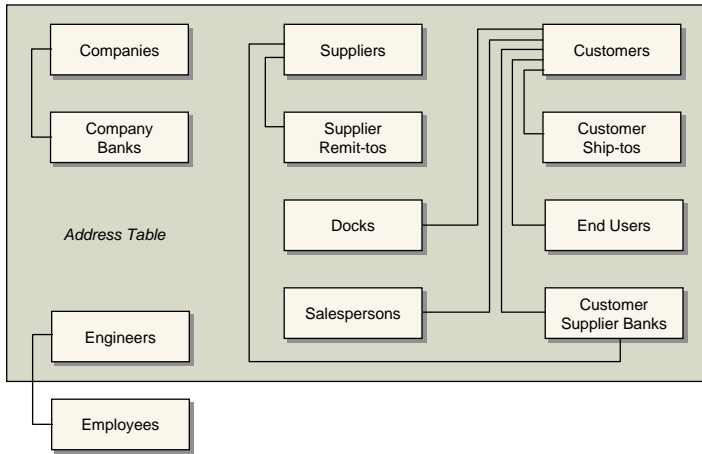 Companies
Suppliers
Customers
Company
Banks
Supplier
Remit-tos
Customer
Ship-tos
Address Table
Docks
End Users
Engineers
Salespersons
Customer
Supplier Banks
Employees